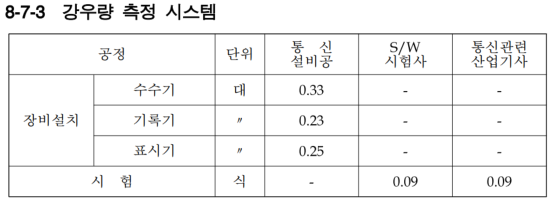 8-7-3 강우량 측정 시스템
공정 단위 통 신 설비공 S/W 시험사 통신관련 산업기사
장비설치 수수기 대 0.33 - -
기록기 〃 0.23 - -
표시기 〃 0.25 - -
시 험 식 - 0.09 0.09